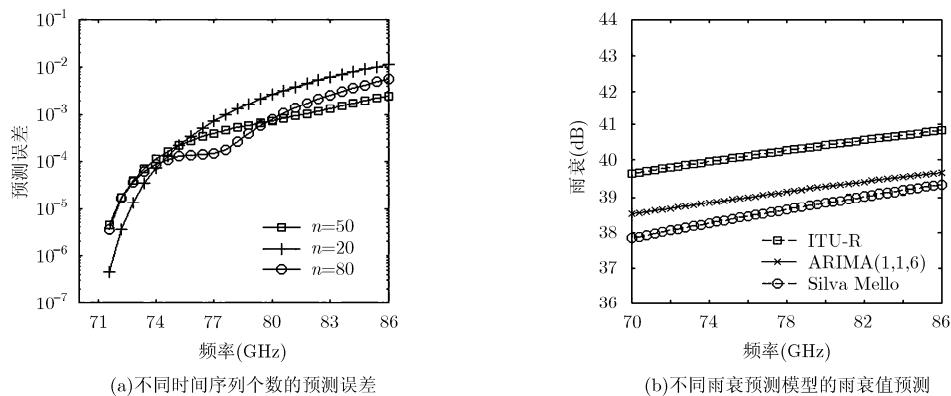 10⁻¹
10⁻²
10⁻³
10⁻⁴
10⁻⁵
10⁻⁶
10⁻⁷
预测误差
n=50
n=20
n=80
71 74 77 80 83 86
频率(GHz)
(a)不同时间序列个数的预测误差
44
43
42
41
40
39
38
37
36
雨衰(dB)
ITU-R
ARIMA(1,1,6)
Silva Mello
70 74 78 82 86
频率(GHz)
(b)不同雨衰预测模型的雨衰值预测